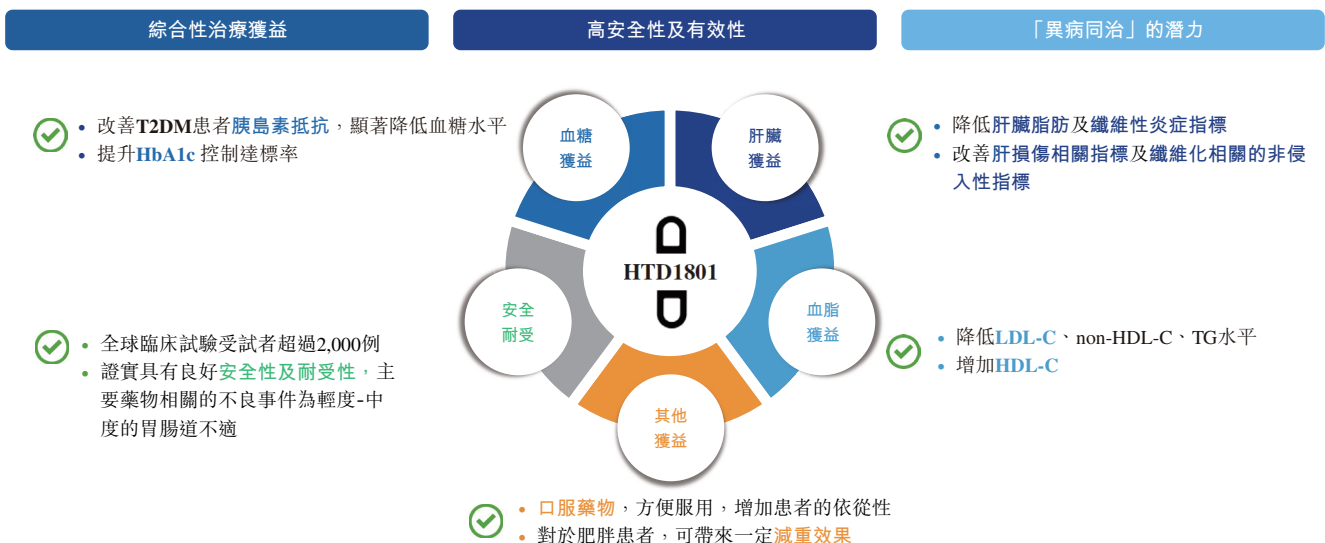 綜合性治療獲益
高安全性及有效性
「異病同治」的潛力
• 改善T2DM患者胰島素抵抗，顯著降低血糖水平
• 提升HbA1c 控制達標率
血糖
獲益
肝臟
獲益
• 降低肝臟脂肪及纖維性炎症指標
• 改善肝損傷相關指標及纖維化相關的非侵
入性指標
HTD1801
安全
耐受
血脂
獲益
• 全球臨床試驗受試者超過2,000例
• 證實具有良好安全性及耐受性，主
要藥物相關的不良事件為輕度-中
度的胃腸道不適
• 降低LDL-C、non-HDL-C、TG水平
• 增加HDL-C
其他
獲益
• 口服藥物，方便服用，增加患者的依從性
• 對於肥胖患者，可帶來一定減重效果